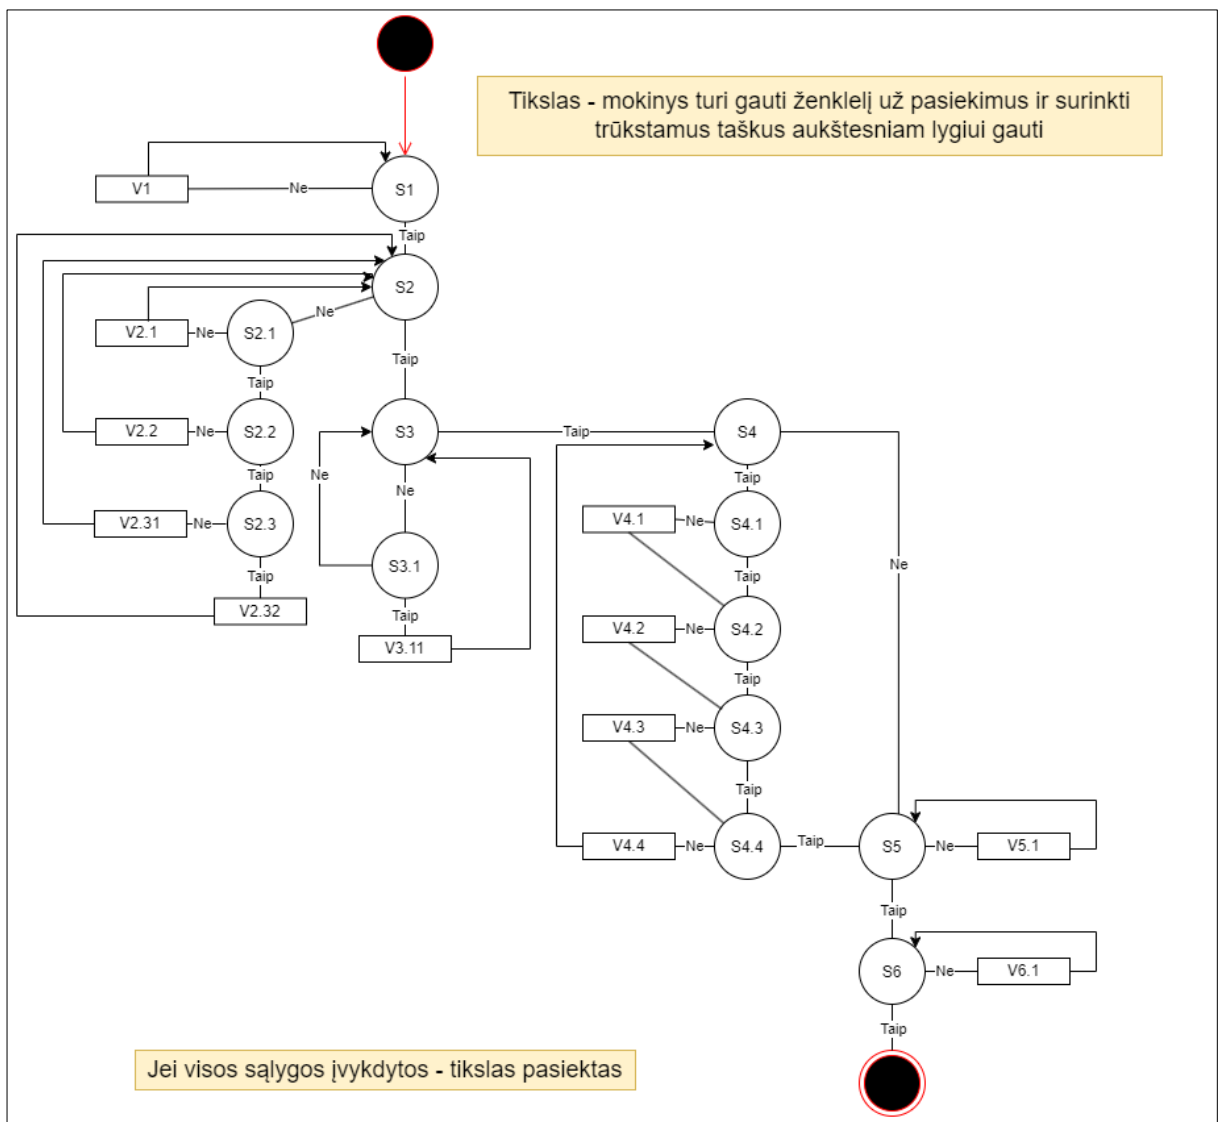 Tikslas - mokinys turi gauti ženklelį už pasiekimus ir surinkti
trūkstamus taškus aukštesniam lygiui gauti
V1
Ne
S1
Taip
S2
Ne
V2.1
Ne
S2.1
Taip
Taip
V2.2
Ne
S2.2
S3
Taip
S4
Ne
Taip
Ne
Ne
Taip
V2.31
Ne
S2.3
V4.1
Ne
S4.1
S3.1
Ne
Taip
Taip
V2.32
Taip
V4.2
Ne
S4.2
V3.11
Taip
V4.3
Ne
S4.3
Taip
V4.4
Ne
S4.4
Taip
S5
Ne
V5.1
Taip
S6
Ne
V6.1
Taip
Jei visos sąlygos įvykdytos - tikslas pasiektas